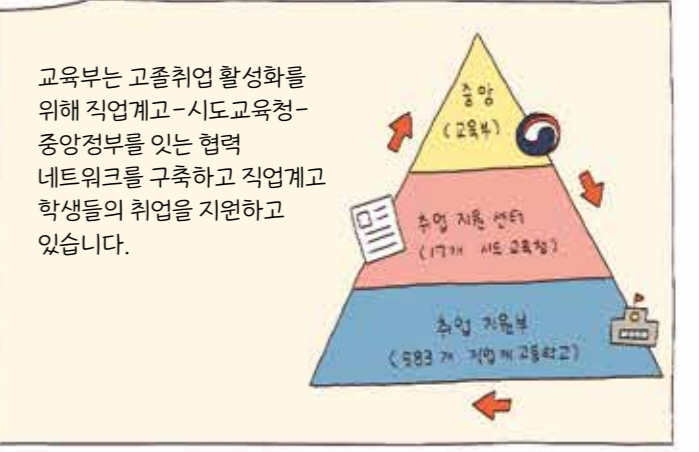 교육부는 고졸취업 활성화를
위해 직업계고-시도교육청-
중앙정부를 잇는 협력
네트워크를 구축하고 직업계고
학생들의 취업을 지원하고
있습니다.
중앙
(교육부)
취업 지원 센터
(17개 시도 교육청)
취업 지원부
(583개 직업계고등학교)